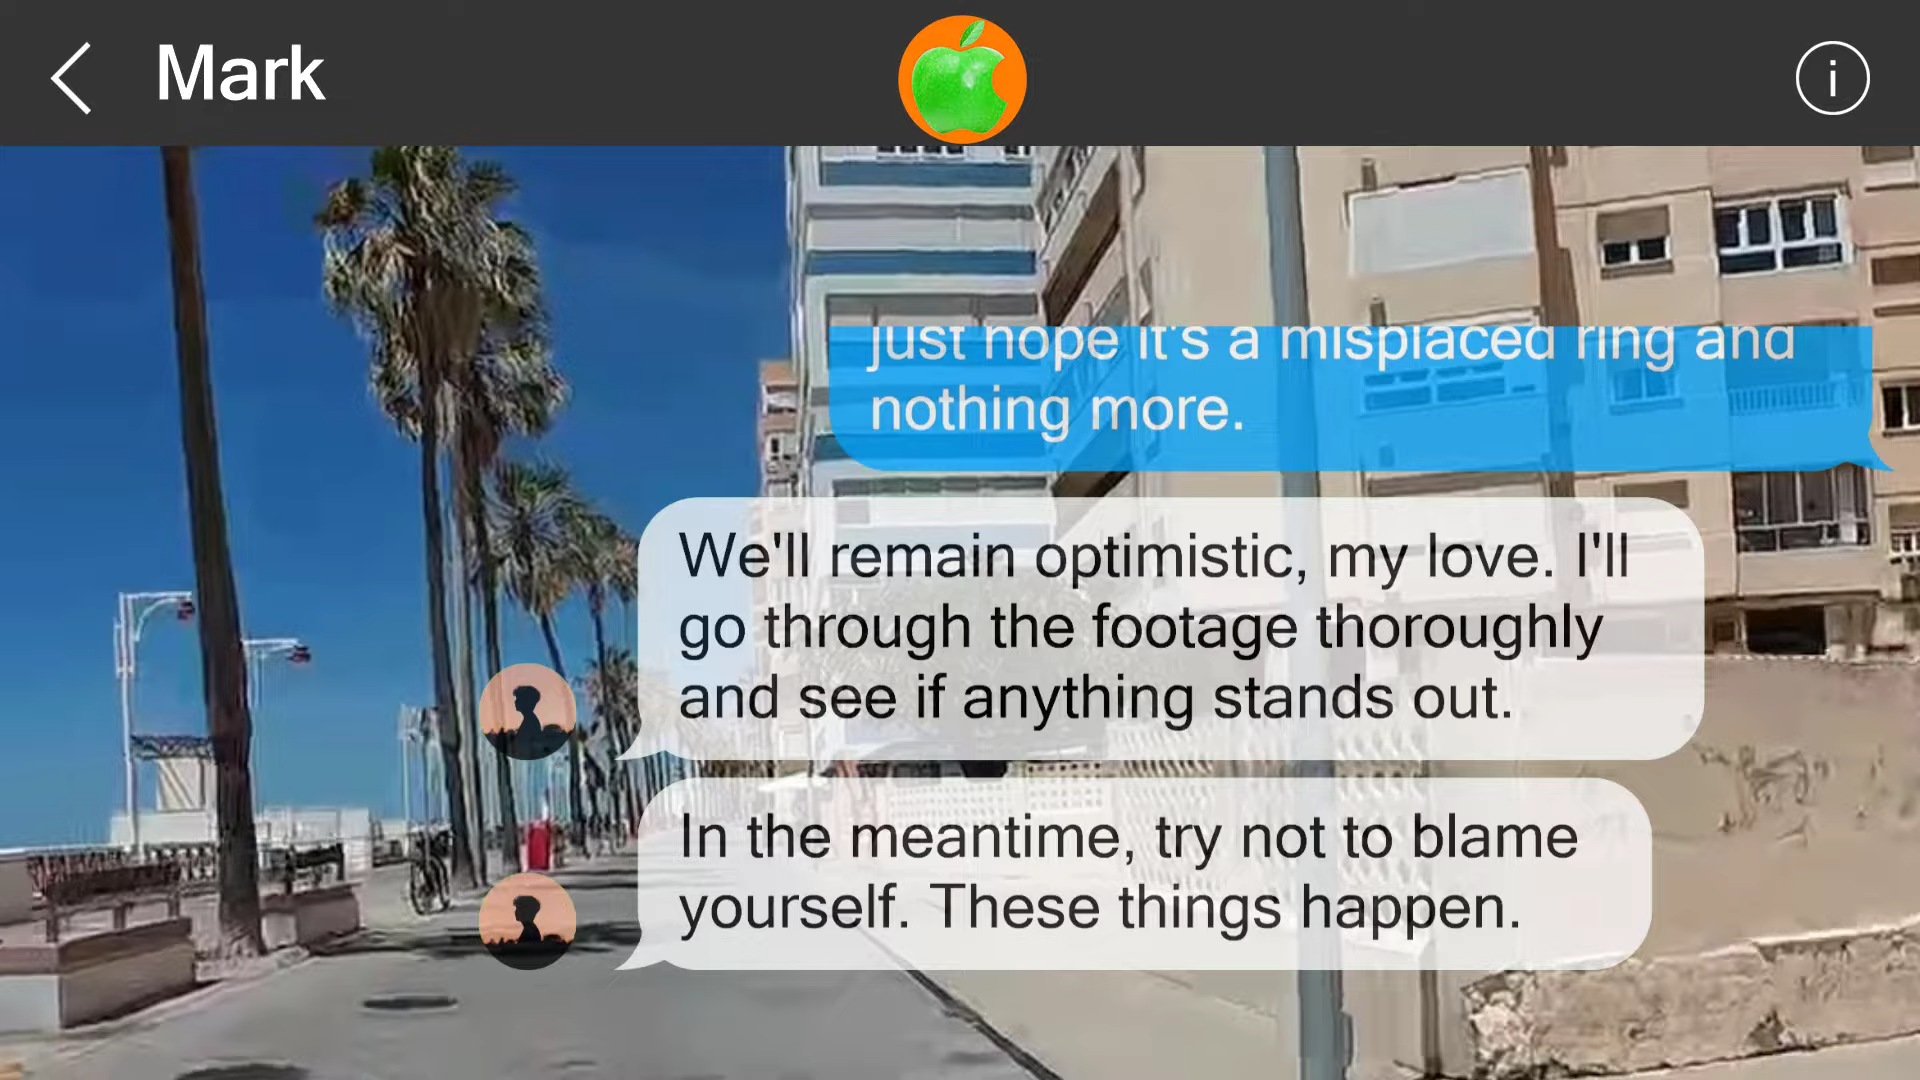 Mark
just hope it's a misplaced ring and
nothing more.
We'll remain optimistic, my love. I'll
go through the footage thoroughly
and see if anything stands out.
In the meantime, try not to blame
yourself. These things happen.